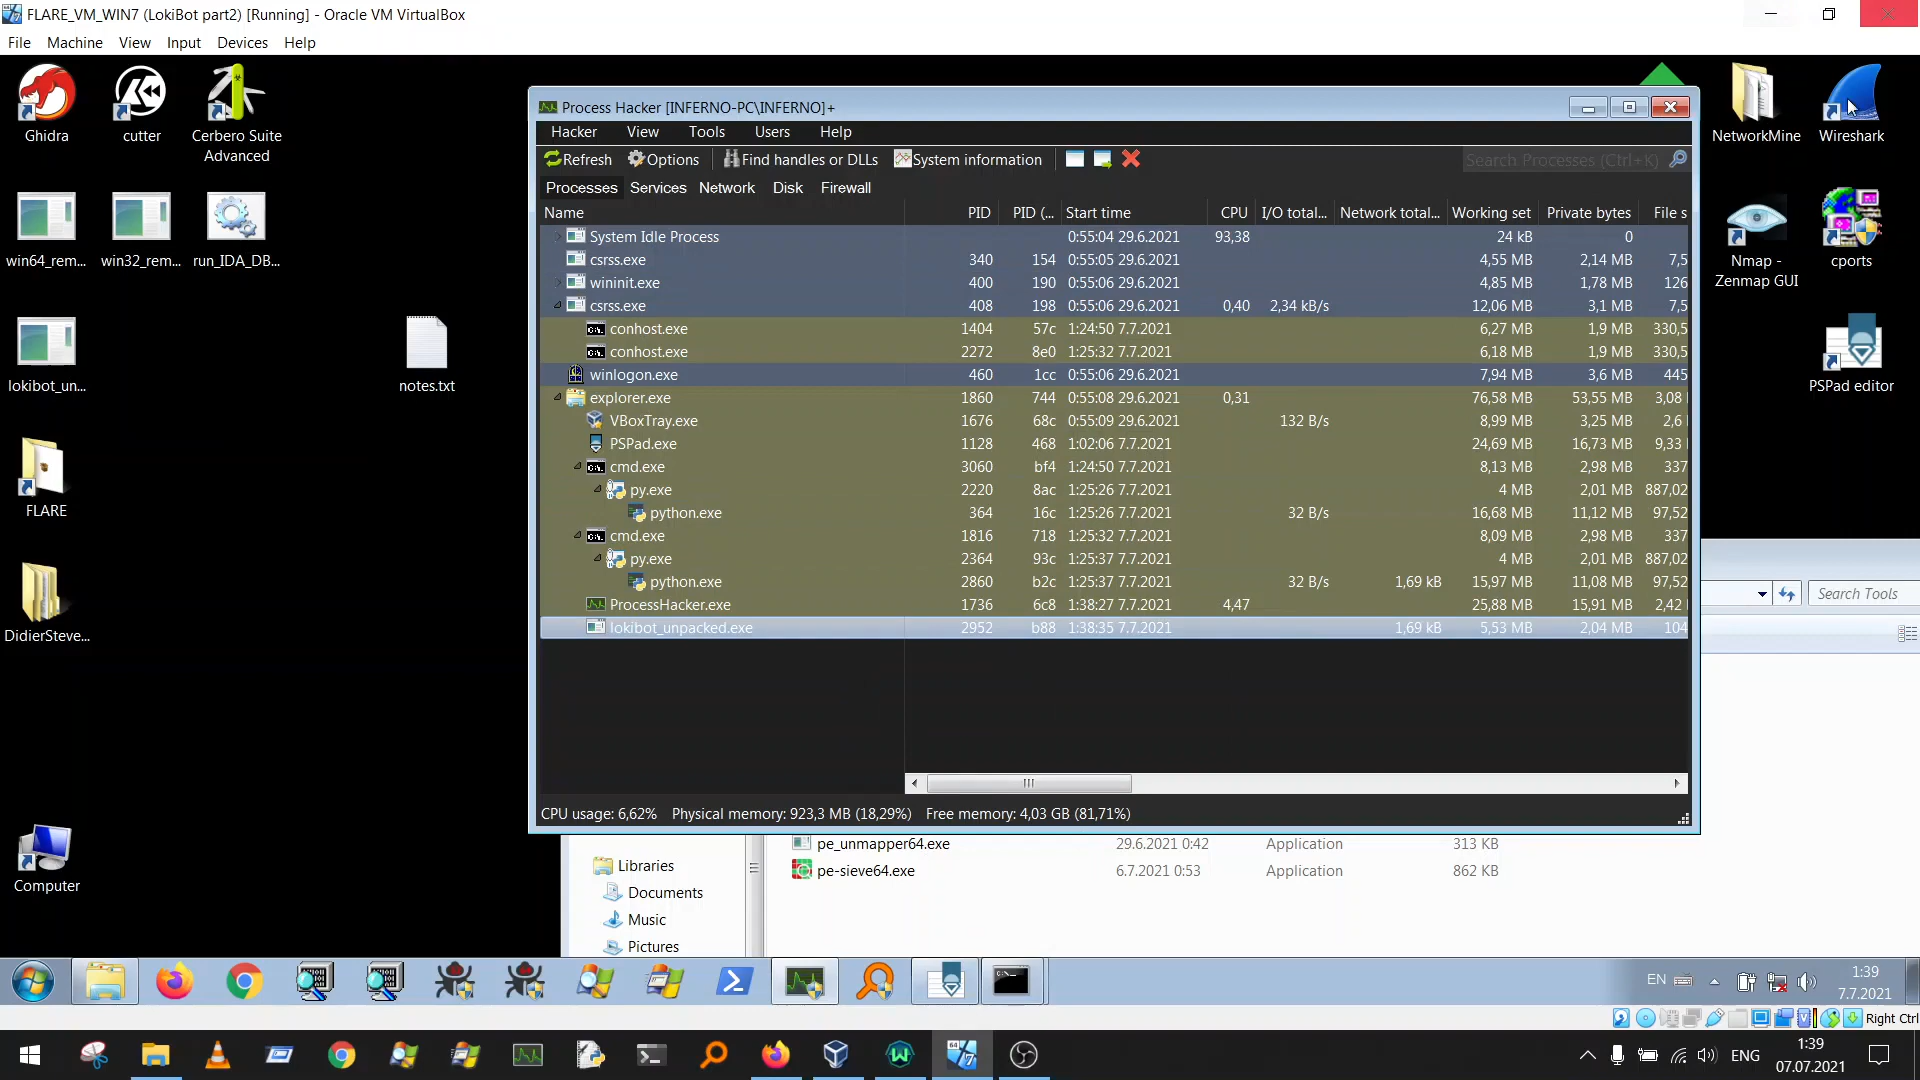 FLARE_VM_WIN7 (LokiBot part2) [Running] - Oracle VM VirtualBox
File Machine View Input Devices Help
Ghidra
cutter
Cerbero Suite
Advanced
win64_rem...
win32_rem...
run_IDA_DB...
lokibot_un...
notes.txt
FLARE
DidierSteve...
Computer
NetworkMine
Wireshark
Nmap -
Zenmap GUI
cports
PSPad editor
Process Hacker [INFERNO-PC\INFERNO]+
Hacker View Tools Users Help
Refresh Options Find handles or DLLs System information Search Processes (Ctrl+K)
Processes Services Network Disk Firewall
Name PID PID (... Start time CPU I/O total... Network total... Working set Private bytes File s
System Idle Process 0:55:04 29.6.2021 93,38 24 kB 0
csrss.exe 340 154 0:55:05 29.6.2021 4,55 MB 2,14 MB 7,5
wininit.exe 400 190 0:55:06 29.6.2021 4,85 MB 1,78 MB 126
csrss.exe 408 198 0:55:06 29.6.2021 0,40 2,34 kB/s 12,06 MB 3,1 MB 7,5
conhost.exe 1404 57c 1:24:50 7.7.2021 6,27 MB 1,9 MB 330,5
conhost.exe 2272 8e0 1:25:32 7.7.2021 6,18 MB 1,9 MB 330,5
winlogon.exe 460 1cc 0:55:06 29.6.2021 7,94 MB 3,6 MB 445
explorer.exe 1860 744 0:55:08 29.6.2021 0,31 76,58 MB 53,55 MB 3,08
VBoxTray.exe 1676 68c 0:55:09 29.6.2021 132 B/s 8,99 MB 3,25 MB 2,6
PSPad.exe 1128 468 1:02:06 7.7.2021 24,69 MB 16,73 MB 9,33
cmd.exe 3060 bf4 1:24:50 7.7.2021 8,13 MB 2,98 MB 337
py.exe 2220 8ac 1:25:26 7.7.2021 4 MB 2,01 MB 887,02
python.exe 364 16c 1:25:26 7.7.2021 32 B/s 16,68 MB 11,12 MB 97,52
cmd.exe 1816 718 1:25:32 7.7.2021 8,09 MB 2,98 MB 337
py.exe 2364 93c 1:25:37 7.7.2021 4 MB 2,01 MB 887,02
python.exe 2860 b2c 1:25:37 7.7.2021 32 B/s 1,69 kB 15,97 MB 11,08 MB 97,52
ProcessHacker.exe 1736 6c8 1:38:27 7.7.2021 4,47 25,88 MB 15,91 MB 2,42
lokibot_unpacked.exe 2952 b88 1:38:35 7.7.2021 1,69 kB 5,53 MB 2,04 MB 104
CPU usage: 6,62% Physical memory: 923,3 MB (18,29%) Free memory: 4,03 GB (81,71%)
Search Tools
pe_unmapper64.exe 29.6.2021 0:42 Application 313 KB
pe-sieve64.exe 6.7.2021 0:53 Application 862 KB
Libraries
Documents
Music
Pictures
EN
1:39
7.7.2021
Right Ctrl
ENG
1:39
07.07.2021